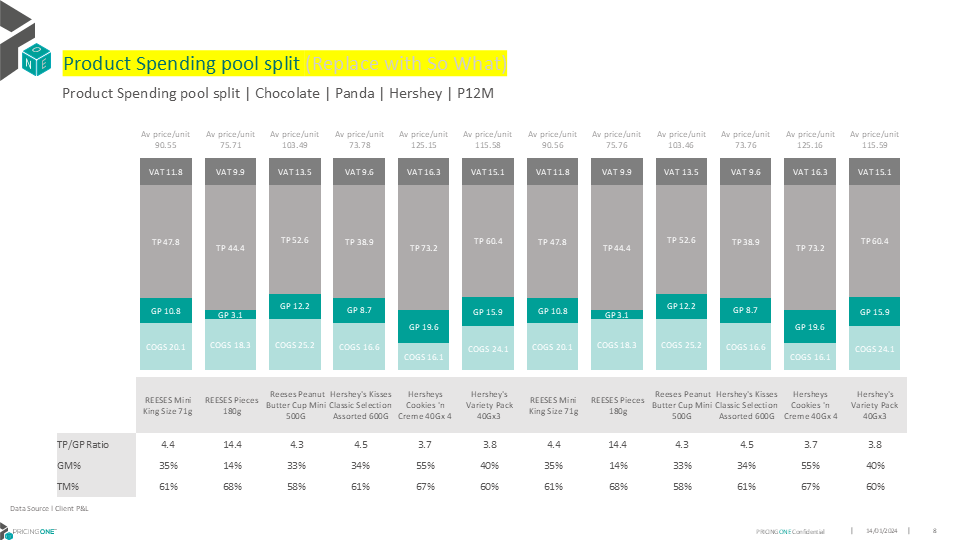 Product Spending pool split (Replace with So What)
Product Spending pool split | Chocolate | Panda | Hershey | P12M
Av price/unit Av price/unit Av price/unit Av price/unit Av price/unit Av price/unit Av price/unit Av price/unit Av price/unit Av price/unit Av price/unit Av price/unit
90.55 75.71 103.49 73.78 125.15 115.58 90.56 75.76 103.46 73.76 125.16 115.59
VAT 11.8 VAT 9.9 VAT 13.5 VAT 9.6 VAT 16.3 VAT 15.1 VAT 11.8 VAT 9.9 VAT 13.5 VAT 9.6 VAT 16.3 VAT 15.1
TP 47.8 TP 44.4 TP 52.6 TP 38.9 TP 73.2 TP 60.4 TP 47.8 TP 44.4 TP 52.6 TP 38.9 TP 73.2 TP 60.4
GP 10.8 GP 3.1 GP 12.2 GP 8.7 GP 19.6 GP 15.9 GP 10.8 GP 3.1 GP 12.2 GP 8.7 GP 19.6 GP 15.9
COGS 20.1 COGS 18.3 COGS 25.2 COGS 16.6 COGS 16.1 COGS 24.1 COGS 20.1 COGS 18.3 COGS 25.2 COGS 16.6 COGS 16.1 COGS 24.1
REESES Mini King Size 71g
REESES Pieces 180g
Reeses Peanut Butter Cup Mini 500G
Hershey's Kisses Classic Selection Assorted 600G
Hersheys Cookies 'n Creme 40Gx 4
Hershey's Variety Pack 40Gx3
REESES Mini King Size 71g
REESES Pieces 180g
Reeses Peanut Butter Cup Mini 500G
Hershey's Kisses Classic Selection Assorted 600G
Hersheys Cookies 'n Creme 40Gx 4
Hershey's Variety Pack 40Gx3
TP/GP Ratio 4.4 14.4 4.3 4.5 3.7 3.8 4.4 14.4 4.3 4.5 3.7 3.8
GM% 35% 14% 33% 34% 55% 40% 35% 14% 33% 34% 55% 40%
TM% 61% 68% 58% 61% 67% 60% 61% 68% 58% 61% 67% 60%
Data Source | Client P&L
PRICINGONE
PRICINGONE Confidential | 14/01/2024 | 8